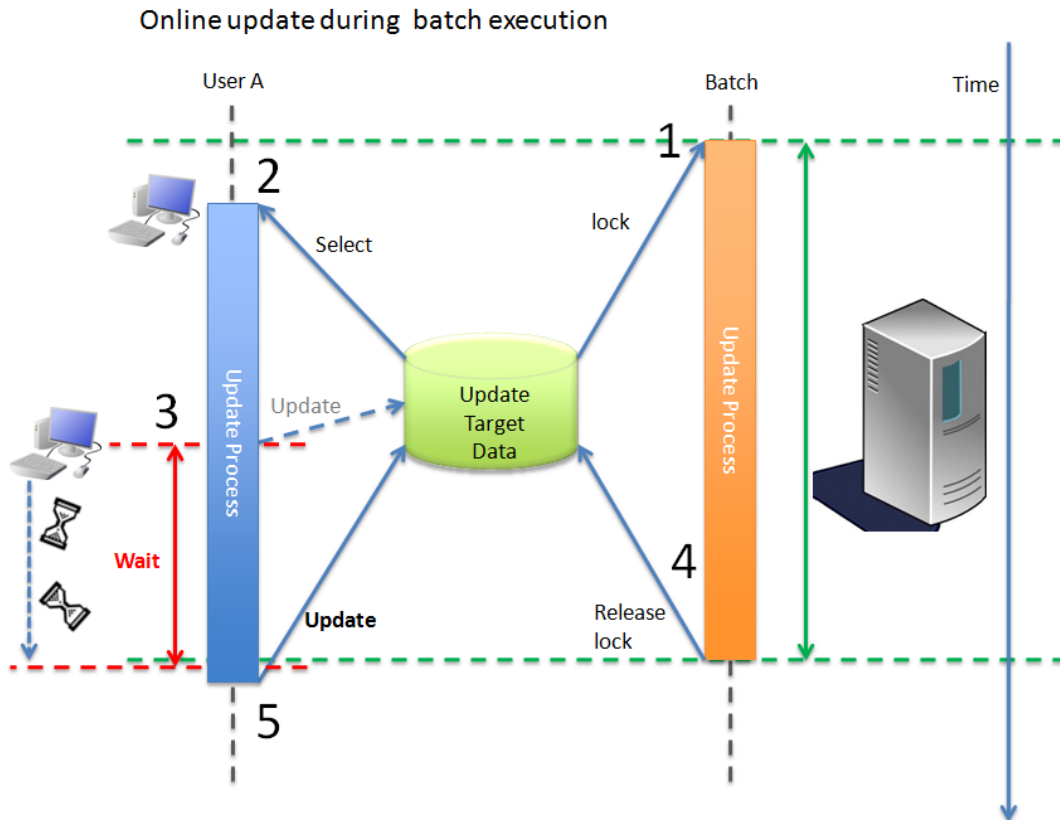 Online update during batch execution
User A
Batch
Time
1
2
lock
Select
Update Process
Update Process
Update
Target
Data
3
Update
Wait
4
Update
Release
lock
5